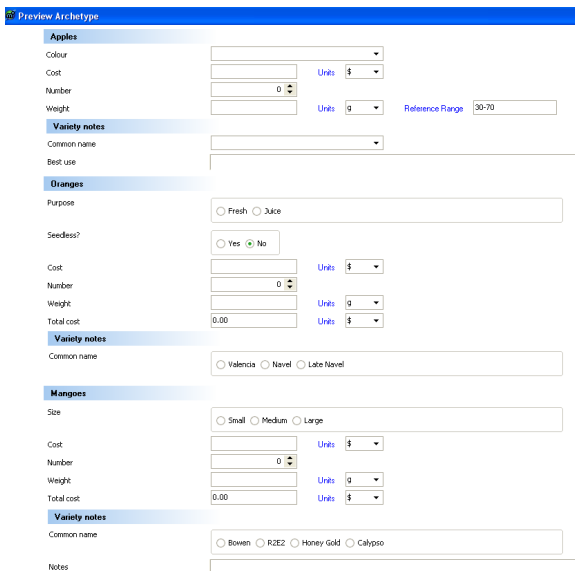 Preview Archetype
Apples
Colour
Cost Units $
Number 0
Weight Units g Reference Range 30-70
Variety notes
Common name
Best use
Oranges
Purpose
Fresh Juice
Seedless?
Yes No
Cost Units $
Number 0
Weight Units g
Total cost 0.00 Units $
Variety notes
Common name
Valencia Navel Late Navel
Mangoes
Size
Small Medium Large
Cost Units $
Number 0
Weight Units g
Total cost 0.00 Units $
Variety notes
Common name
Bowen R2E2 Honey Gold Calypso
Notes